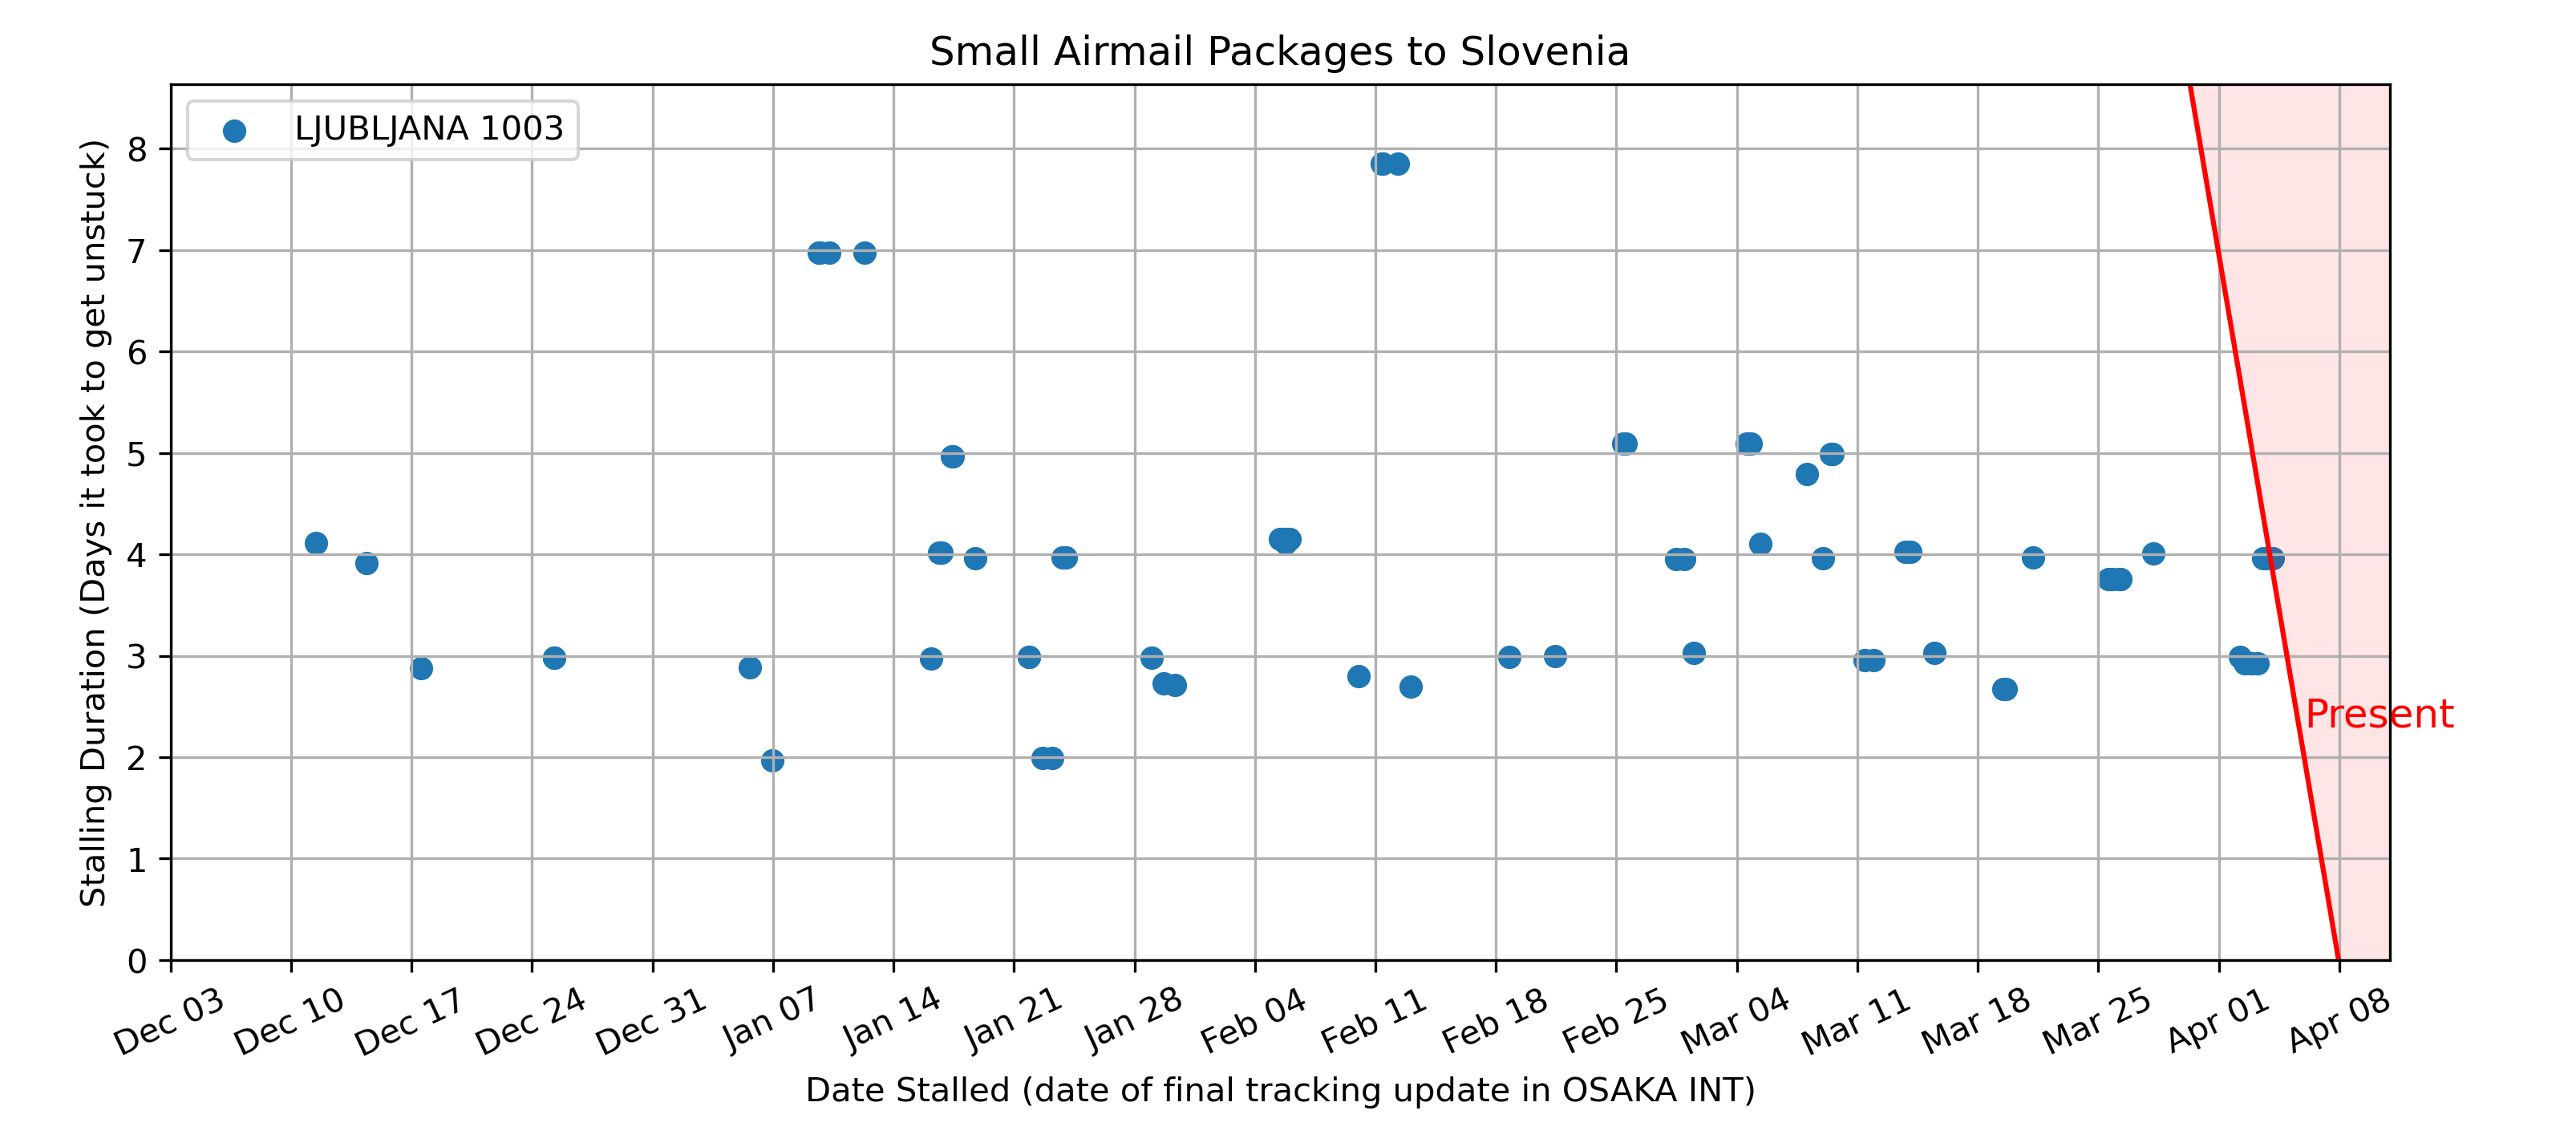 Small Airmail Packages to Slovenia
LJUBLJANA 1003
Stalling Duration (Days it took to get unstuck)
8
7
6
5
4
3
2
1
0
Present
Dec 03 Dec 10 Dec 17 Dec 24 Dec 31 Jan 07 Jan 14 Jan 21 Jan 28 Feb 04 Feb 11 Feb 18 Feb 25 Mar 04 Mar 11 Mar 18 Mar 25 Apr 01 Apr 08
Date Stalled (date of final tracking update in OSAKA INT)